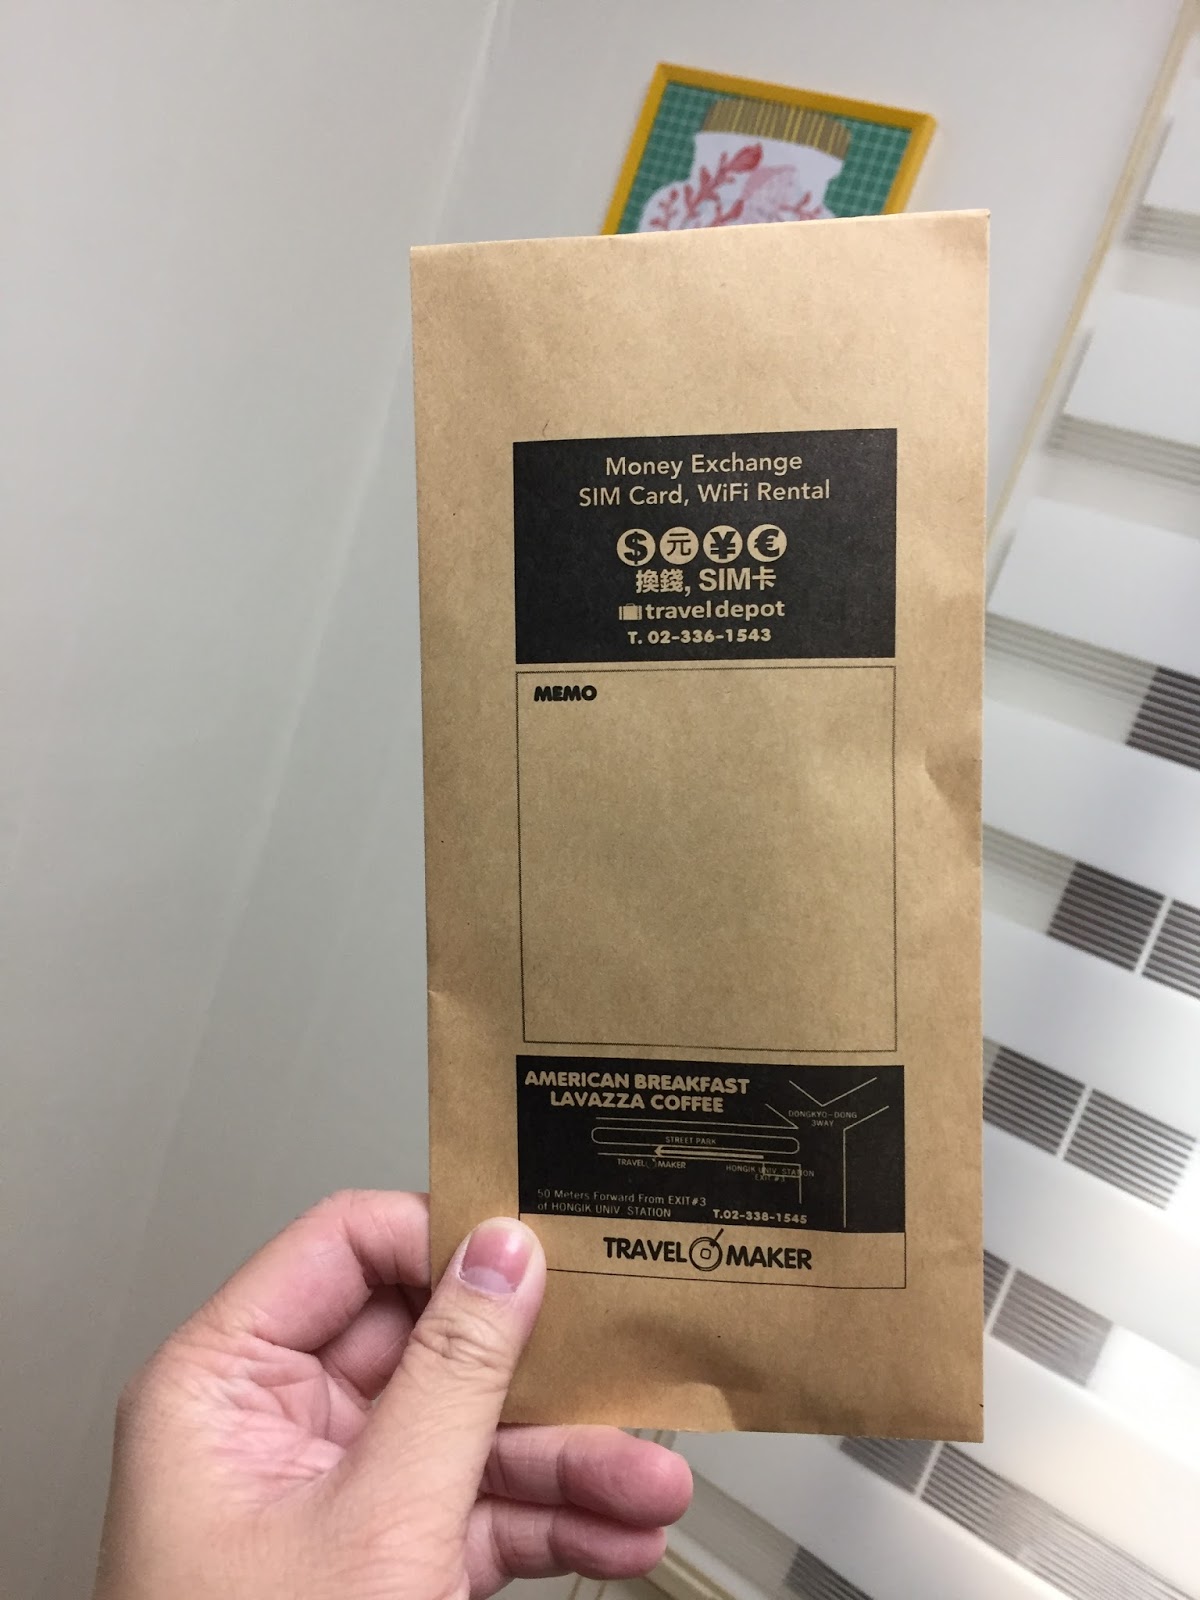 Money Exchange
SIM Card, WiFi Rental
$ 元 ¥ €
換錢, SIM卡
traveldepot
T. 02-336-1543
MEMO
AMERICAN BREAKFAST
LAVAZZA COFFEE
DONGKYO-DONG
3WAY
STREET PARK
TRAVEL MAKER
HONGIK UNIV. STATION
EXIT #3
50 Meters Forward From EXIT #3
of HONGIK UNIV. STATION
T.02-338-1545
TRAVEL MAKER